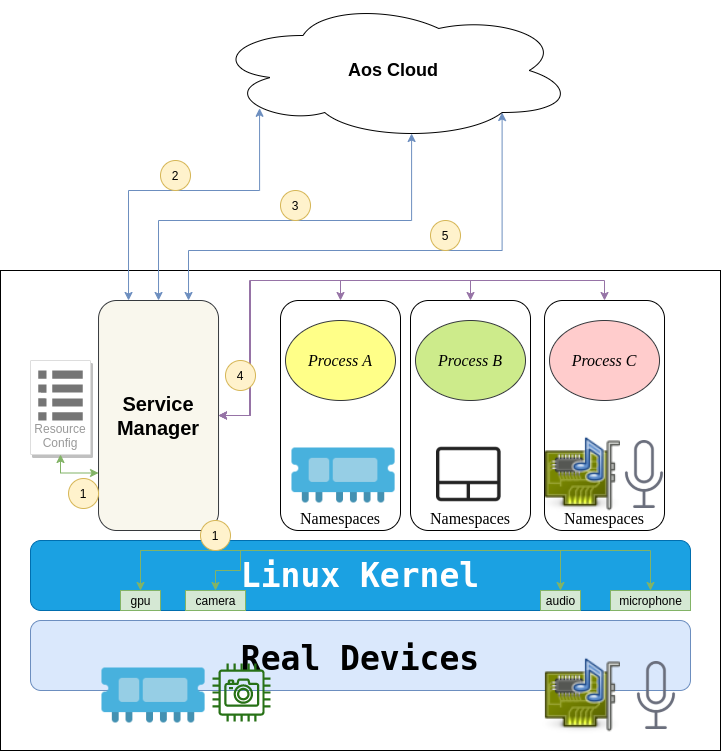 Aos Cloud
2
3
5
4
Process A
Process B
Process C
Service
Manager
Resource
Config
1
Namespaces
Namespaces
Namespaces
1
Linux Kernel
gpu
camera
audio
microphone
Real Devices